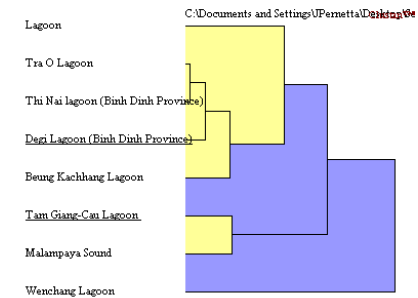 C:\Documents and Settings\JPernetta\Desktop
Lagoon
Tra O Lagoon
Thi Nai lagoon (Binh Dinh Province)
Degi Lagoon (Binh Dinh Province)
Beung Kachhang Lagoon
Tam Giang-Cau Lagoon
Malampaya Sound
Wenchang Lagoon